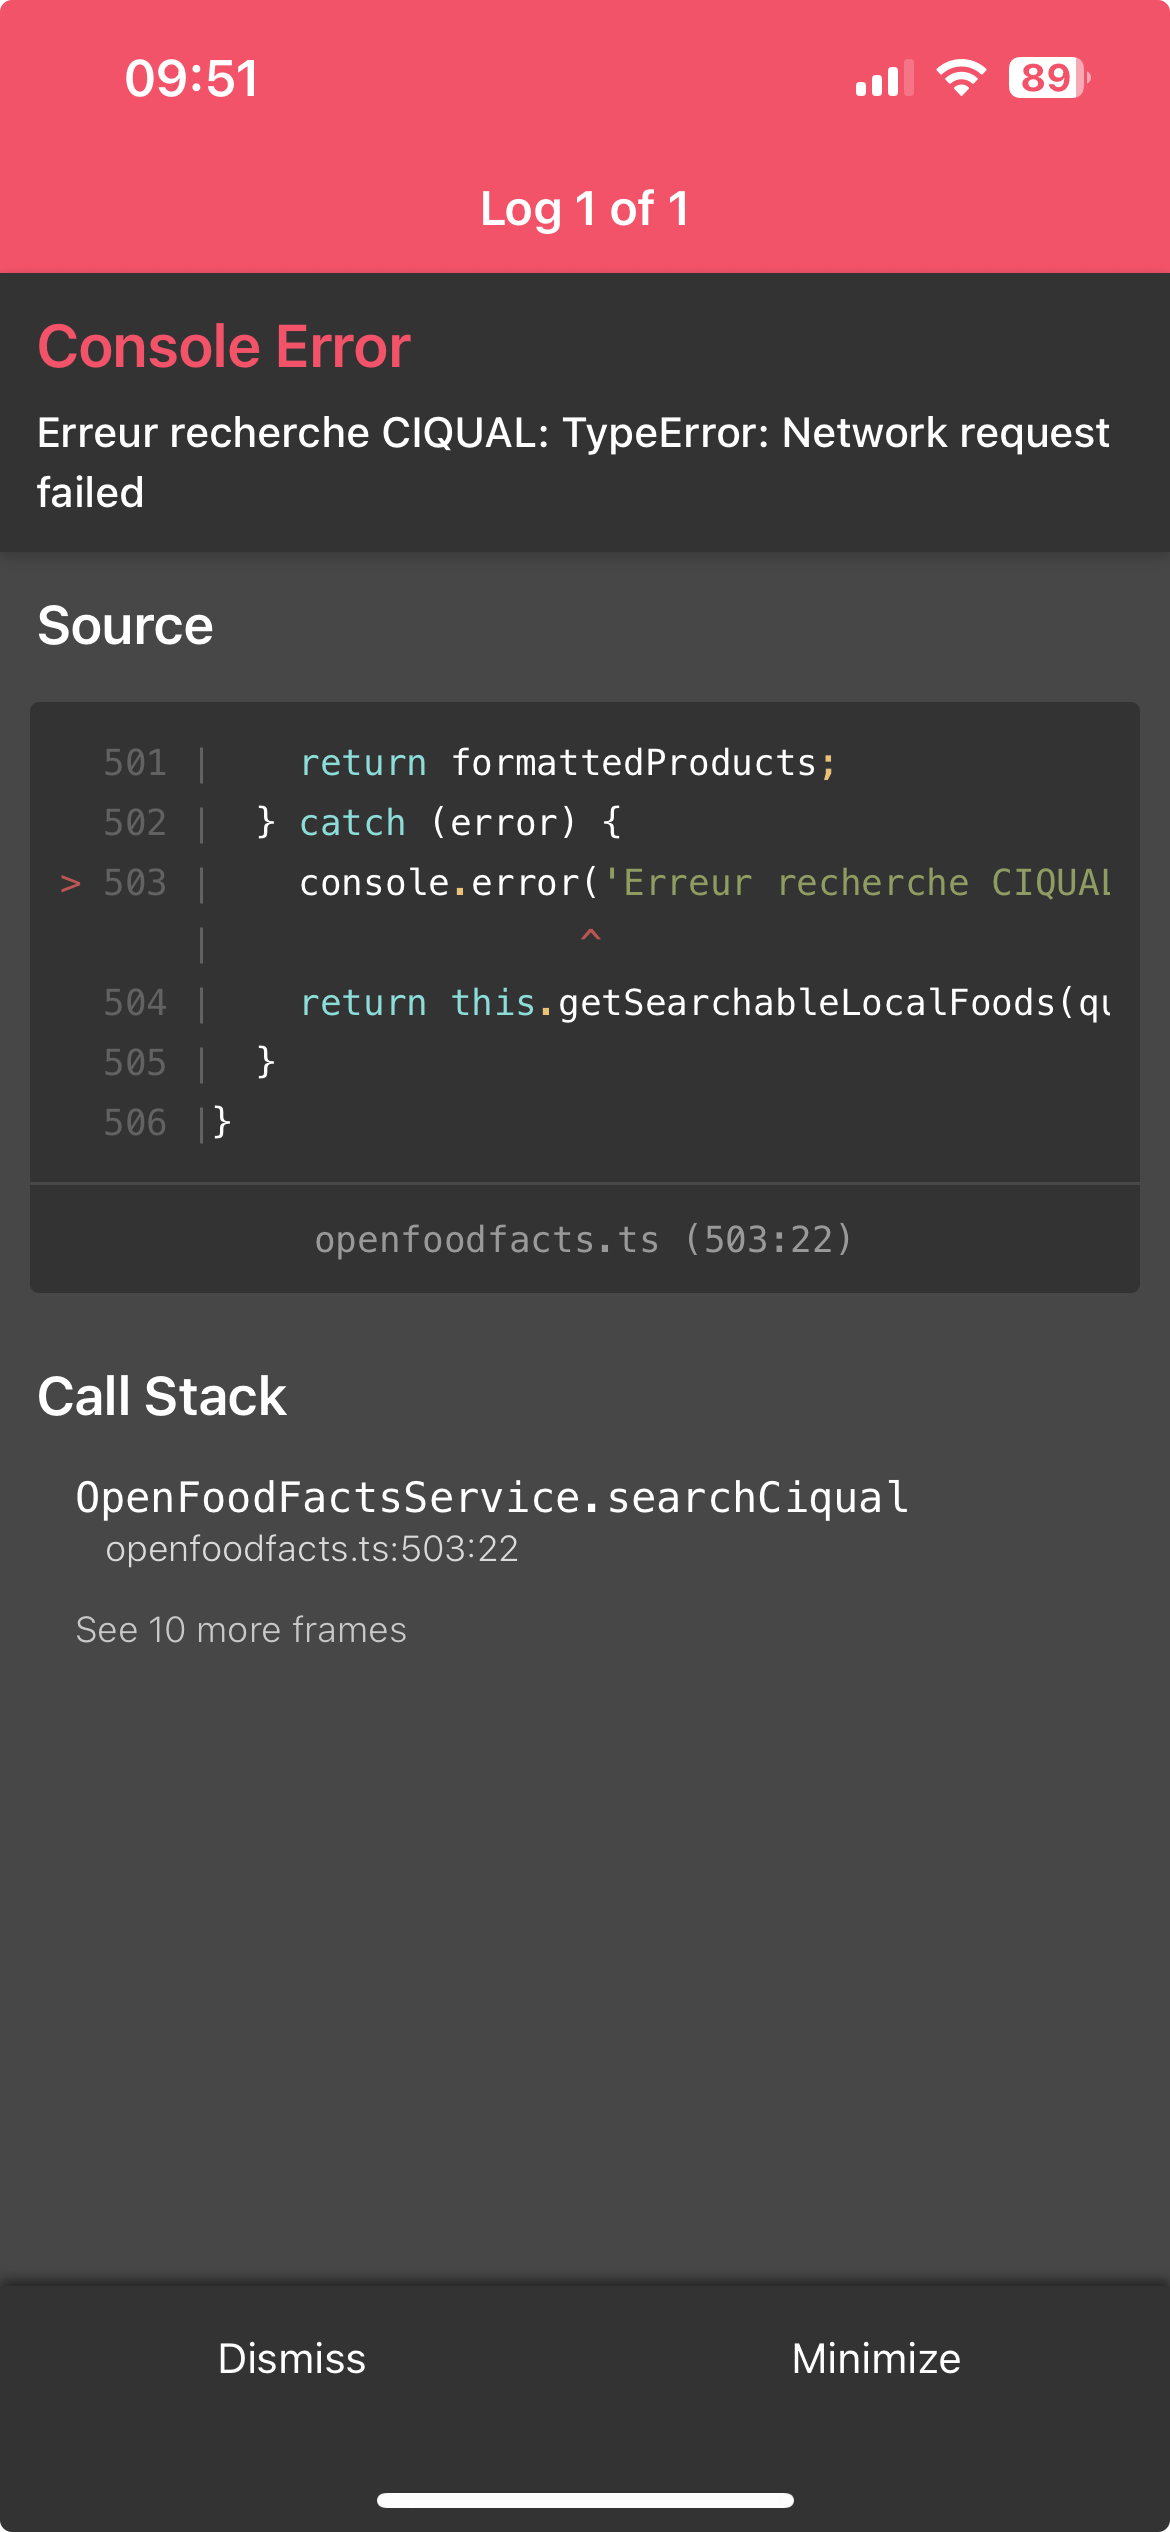 09:51
89
Log 1 of 1
Console Error
Erreur recherche CIQUAL: TypeError: Network request
failed
Source
501 |    return formattedProducts;
502 |  } catch (error) {
> 503 |    console.error('Erreur recherche CIQUAL
|                 ^
504 |    return this.getSearchableLocalFoods(qu
505 |  }
506 |}
openfoodfacts.ts (503:22)
Call Stack
OpenFoodFactsService.searchCiqual
openfoodfacts.ts:503:22
See 10 more frames
Dismiss
Minimize